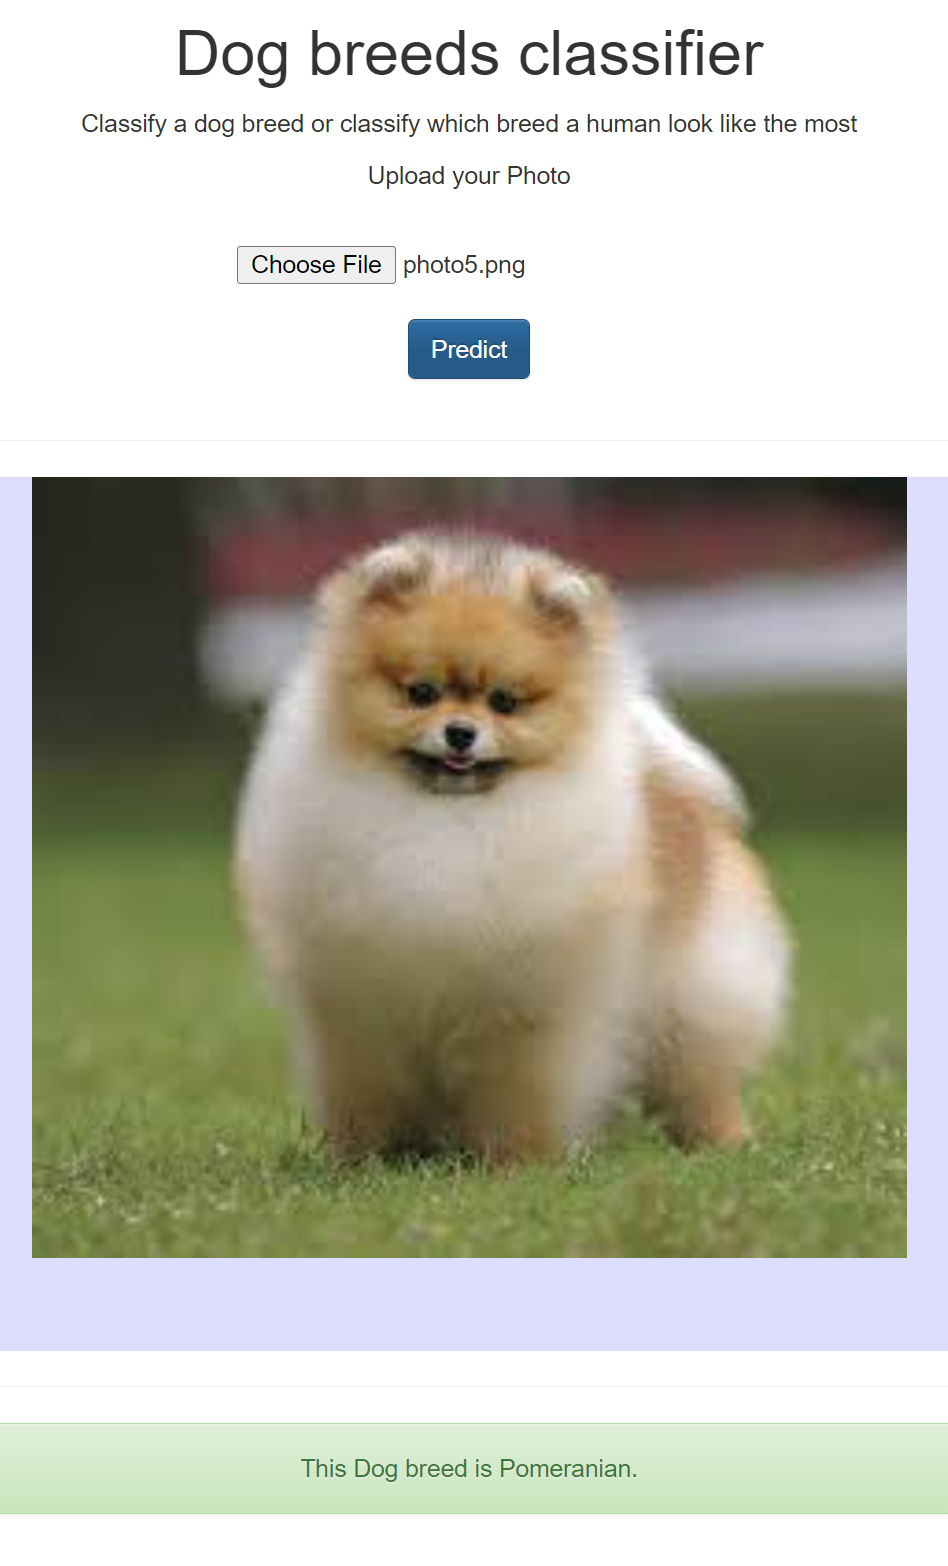 Dog breeds classifier
Classify a dog breed or classify which breed a human look like the most
Upload your Photo
Choose File photo5.png
Predict
This Dog breed is Pomeranian.